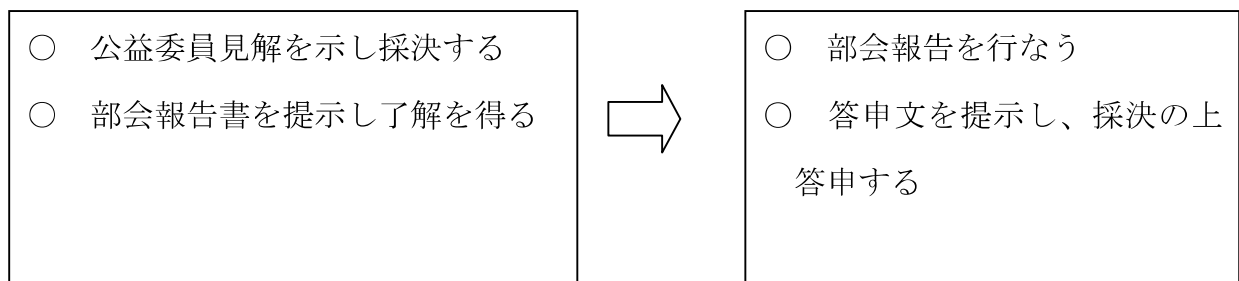 ○ 公益委員見解を示し採決する
○ 部会報告書を提示し了解を得る
○ 部会報告を行なう
○ 答申文を提示し、採決の上
答申する